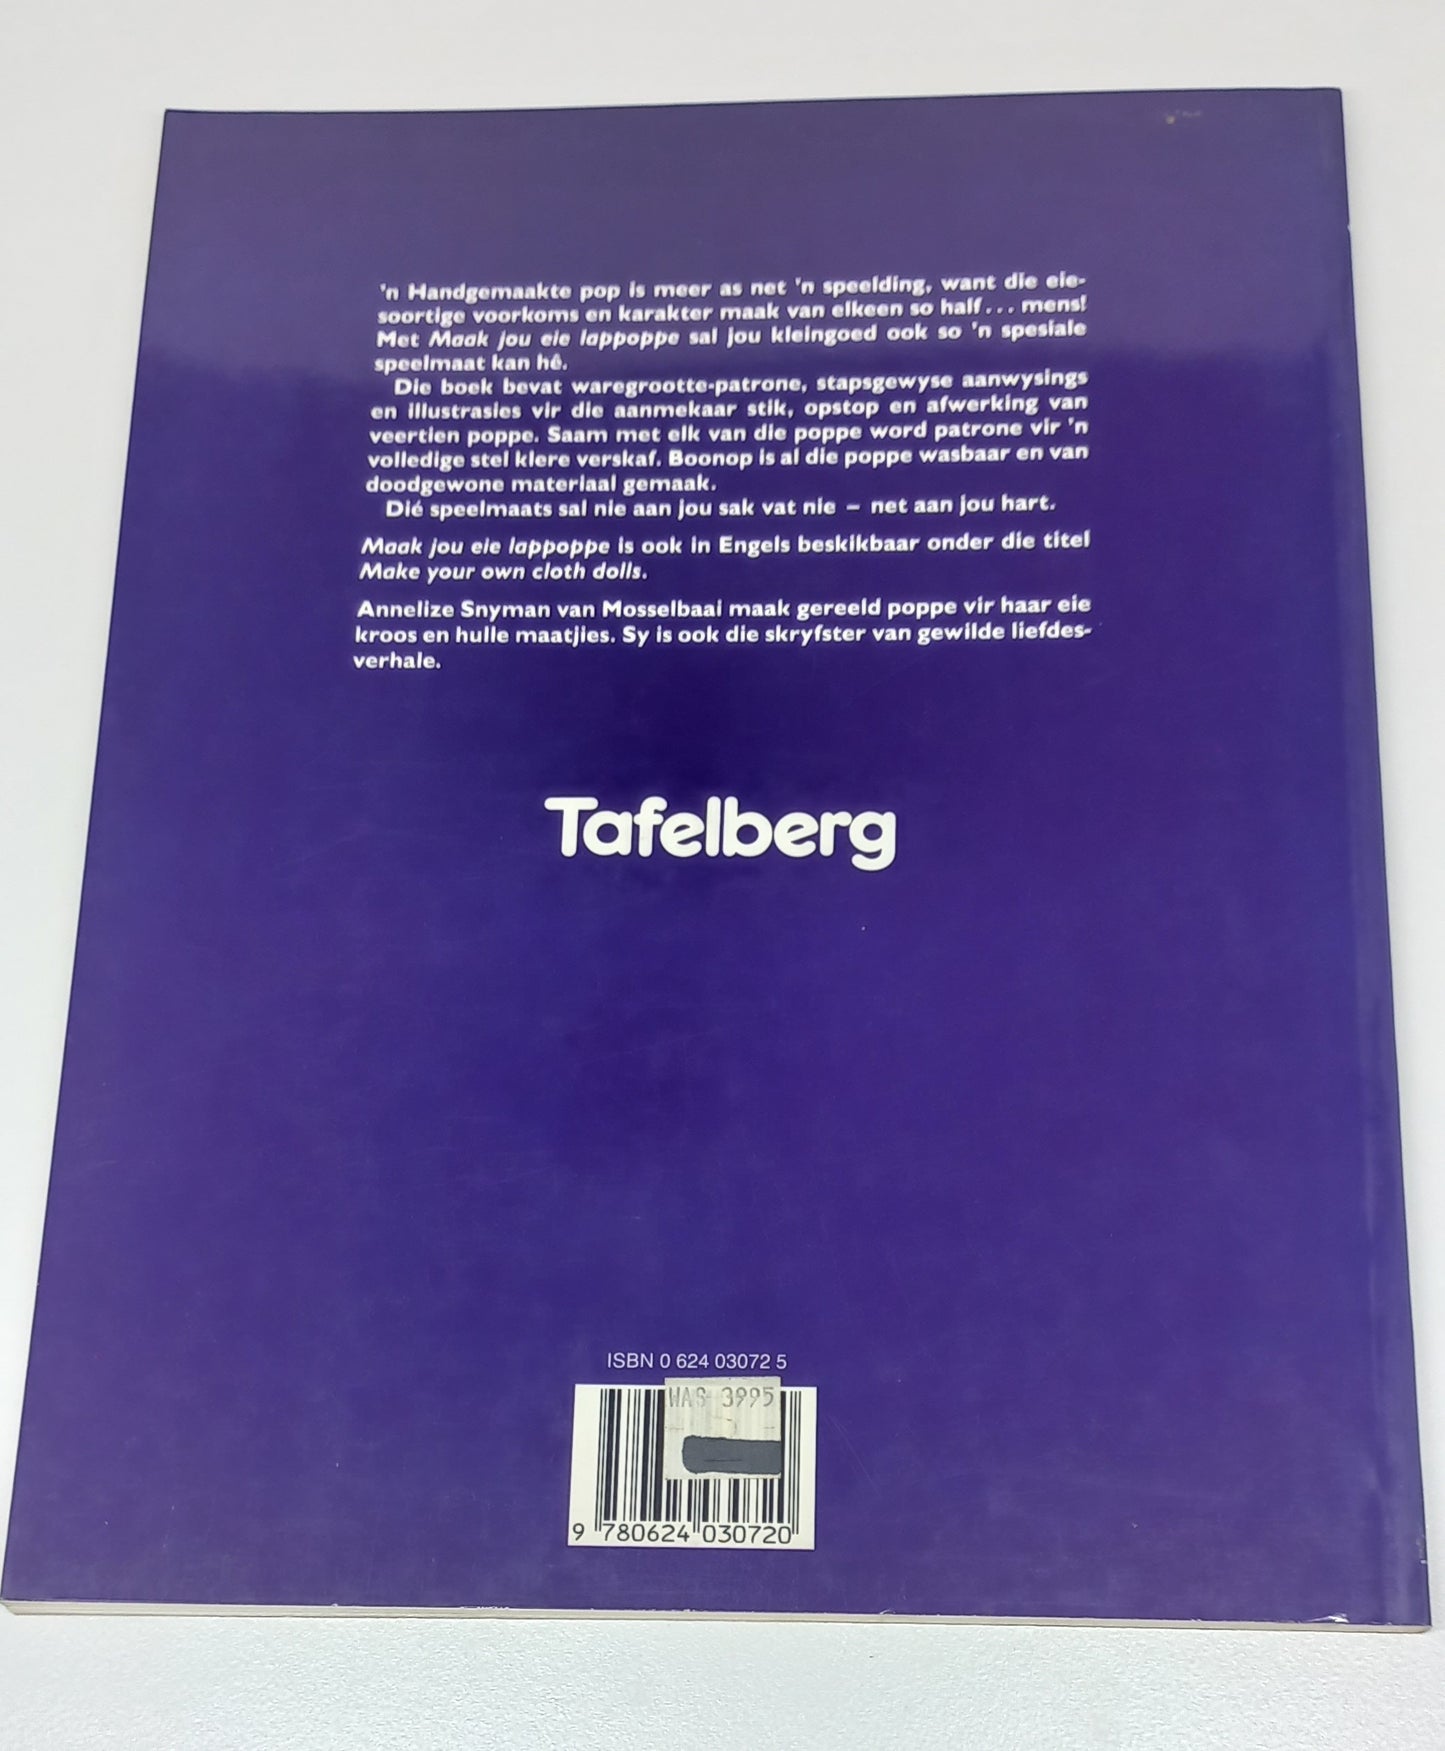 'n Handgemaakte pop is meer as net 'n speelding, want die eie-
soortige voorkoms en karakter maak van elkeen so half... mens!
Met Maak jou eie lappoppe sal jou kleingoed ook so 'n spesiale
speelmaat kan hê.
Die boek bevat waregrootte-patrone, stapsgewyse aanwysings
en illustrasies vir die aanmekaar stik, opstop en afwerking van
veertien poppe. Saam met elk van die poppe word patrone vir 'n
volledige stel klere verskaf. Boonop is al die poppe wasbaar en van
doodgewone materiaal gemaak.
Dié speelmaats sal nie aan jou sak vat nie – net aan jou hart.
Maak jou eie lappoppe is ook in Engels beskikbaar onder die titel
Make your own cloth dolls.
Annelize Snyman van Mosselbaai maak gereeld poppe vir haar eie
kroos en hulle maatjies. Sy is ook die skryfster van gewilde liefdes-
verhale.
Tafelberg
ISBN 0 624 03072 5
WAS 3995
9 780624 030720